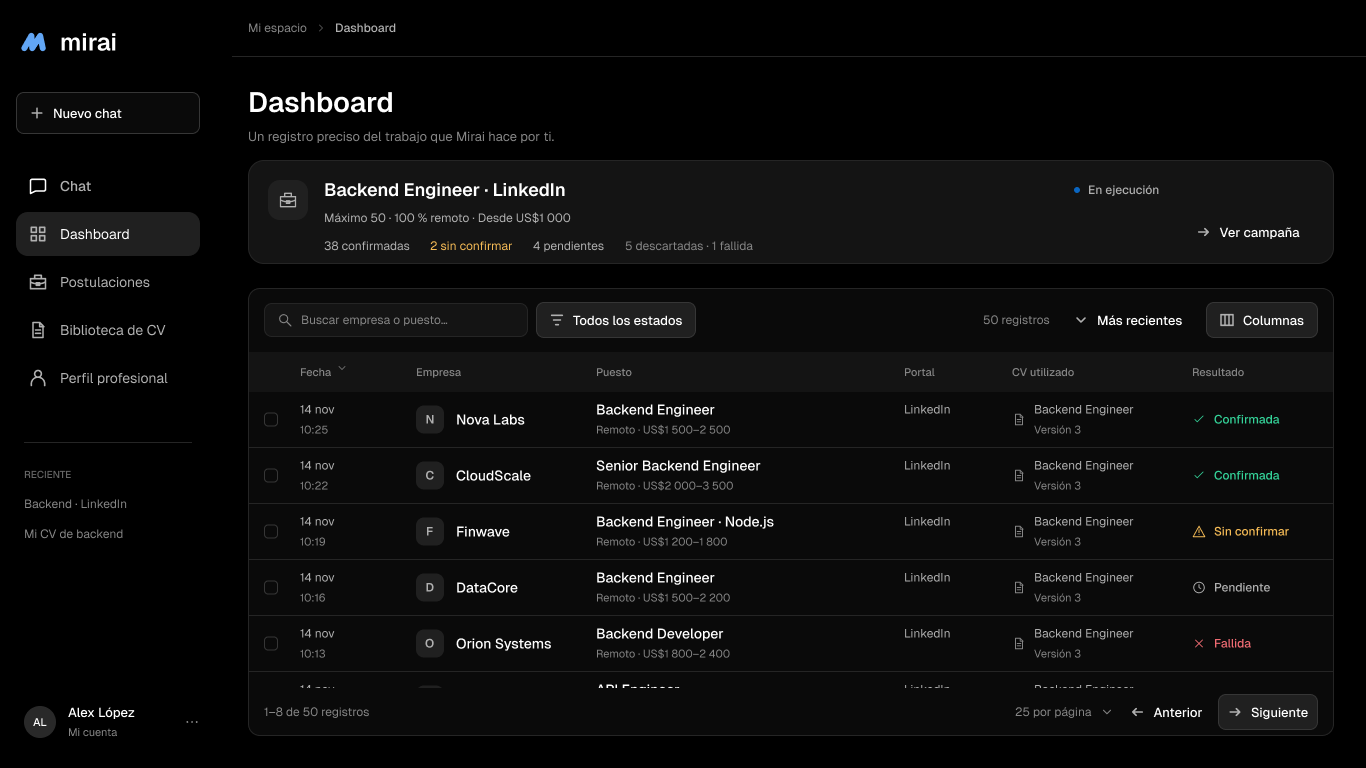 mirai
Nuevo chat
Chat
Dashboard
Postulaciones
Biblioteca de CV
Perfil profesional
RECIENTE
Backend · LinkedIn
Mi CV de backend
AL
Alex López
Mi cuenta
Mi espacio
Dashboard
Dashboard
Un registro preciso del trabajo que Mirai hace por ti.
Backend Engineer · LinkedIn
Máximo 50 · 100 % remoto · Desde US$1 000
38 confirmadas 2 sin confirmar 4 pendientes 5 descartadas · 1 fallida
En ejecución
Ver campaña
Buscar empresa o puesto…
Todos los estados
50 registros
Más recientes
Columnas
Fecha Empresa Puesto Portal CV utilizado Resultado
14 nov
10:25
N
Nova Labs
Backend Engineer
Remoto · US$1 500–2 500
LinkedIn
Backend Engineer
Versión 3
Confirmada
14 nov
10:22
C
CloudScale
Senior Backend Engineer
Remoto · US$2 000–3 500
LinkedIn
Backend Engineer
Versión 3
Confirmada
14 nov
10:19
F
Finwave
Backend Engineer · Node.js
Remoto · US$1 200–1 800
LinkedIn
Backend Engineer
Versión 3
Sin confirmar
14 nov
10:16
D
DataCore
Backend Engineer
Remoto · US$1 500–2 200
LinkedIn
Backend Engineer
Versión 3
Pendiente
14 nov
10:13
O
Orion Systems
Backend Developer
Remoto · US$1 800–2 400
LinkedIn
Backend Engineer
Versión 3
Fallida
14 nov
API Engineer
LinkedIn
Backend Engineer
1–8 de 50 registros
25 por página
Anterior
Siguiente